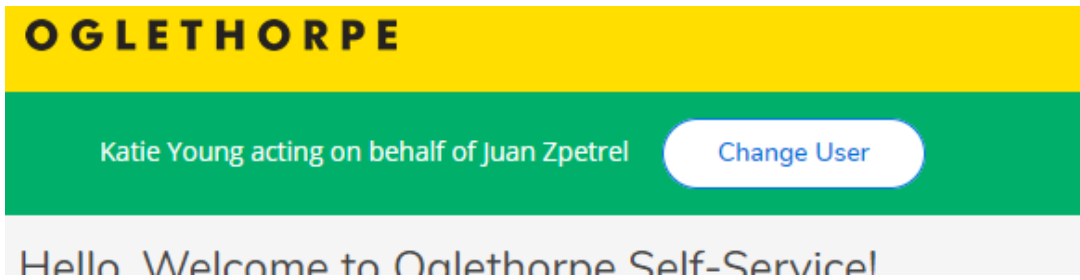 OGLETHORPE
Katie Young acting on behalf of Juan Zpetrel Change User
Hello, Welcome to Oglethorpe Self-Service!